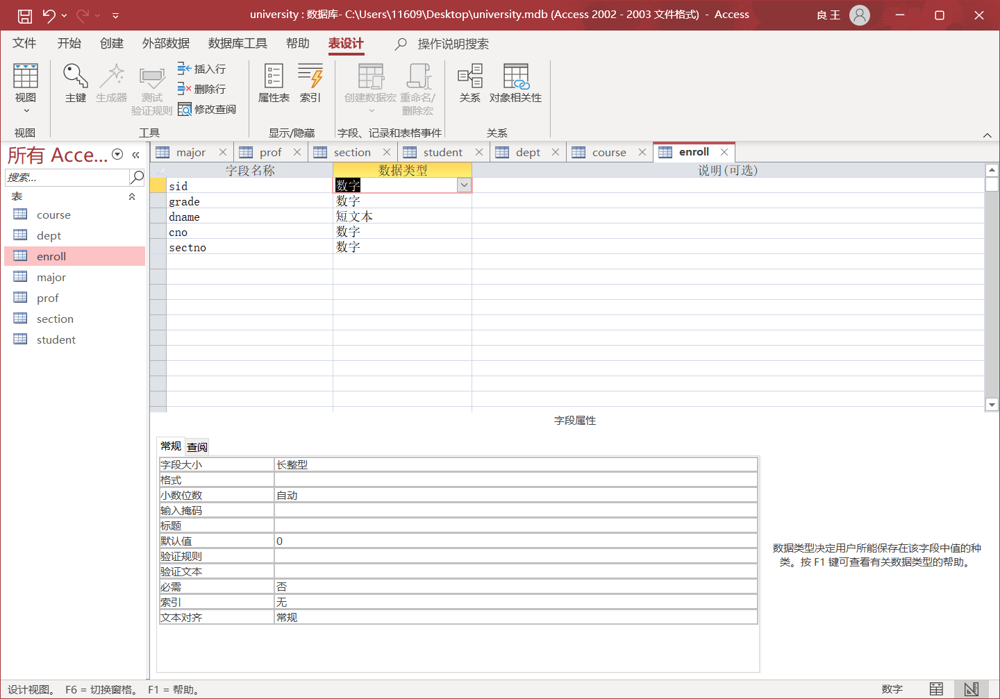 university : 数据库- C:\Users\11609\Desktop\university.mdb (Access 2002 - 2003 文件格式) - Access
良 王
文件 开始 创建 外部数据 数据库工具 帮助 表设计 操作说明搜索
视图
主键
生成器
测试
验证规则
插入行
删除行
修改查阅
属性表
索引
创建数据宏
重命名/
删除宏
关系
对象相关性
视图 工具 显示/隐藏 字段、记录和表格事件 关系
所有 Acce...
搜索...
表
course
dept
enroll
major
prof
section
student
major prof section student dept course enroll
字段名称 数据类型 说明(可选)
sid 数字
grade 数字
dname 短文本
cno 数字
sectno 数字
字段属性
常规 查阅
字段大小 长整型
格式
小数位数 自动
输入掩码
标题
默认值 0
验证规则
验证文本
必需 否
索引 无
文本对齐 常规
数据类型决定用户所能保存在该字段中值的种
类。按 F1 键可查看有关数据类型的帮助。
设计视图。 F6 = 切换窗格。 F1 = 帮助。
数字